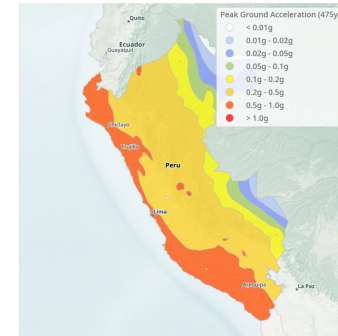 Peak Ground Acceleration (475y
< 0.01g
0.01g - 0.02g
0.02g - 0.05g
0.05g - 0.1g
0.1g - 0.2g
0.2g - 0.5g
0.5g - 1.0g
> 1.0g
Quito
Ecuador
Guayaquil
Chiclayo
Trujillo
Peru
Lima
Arequipa
La Paz